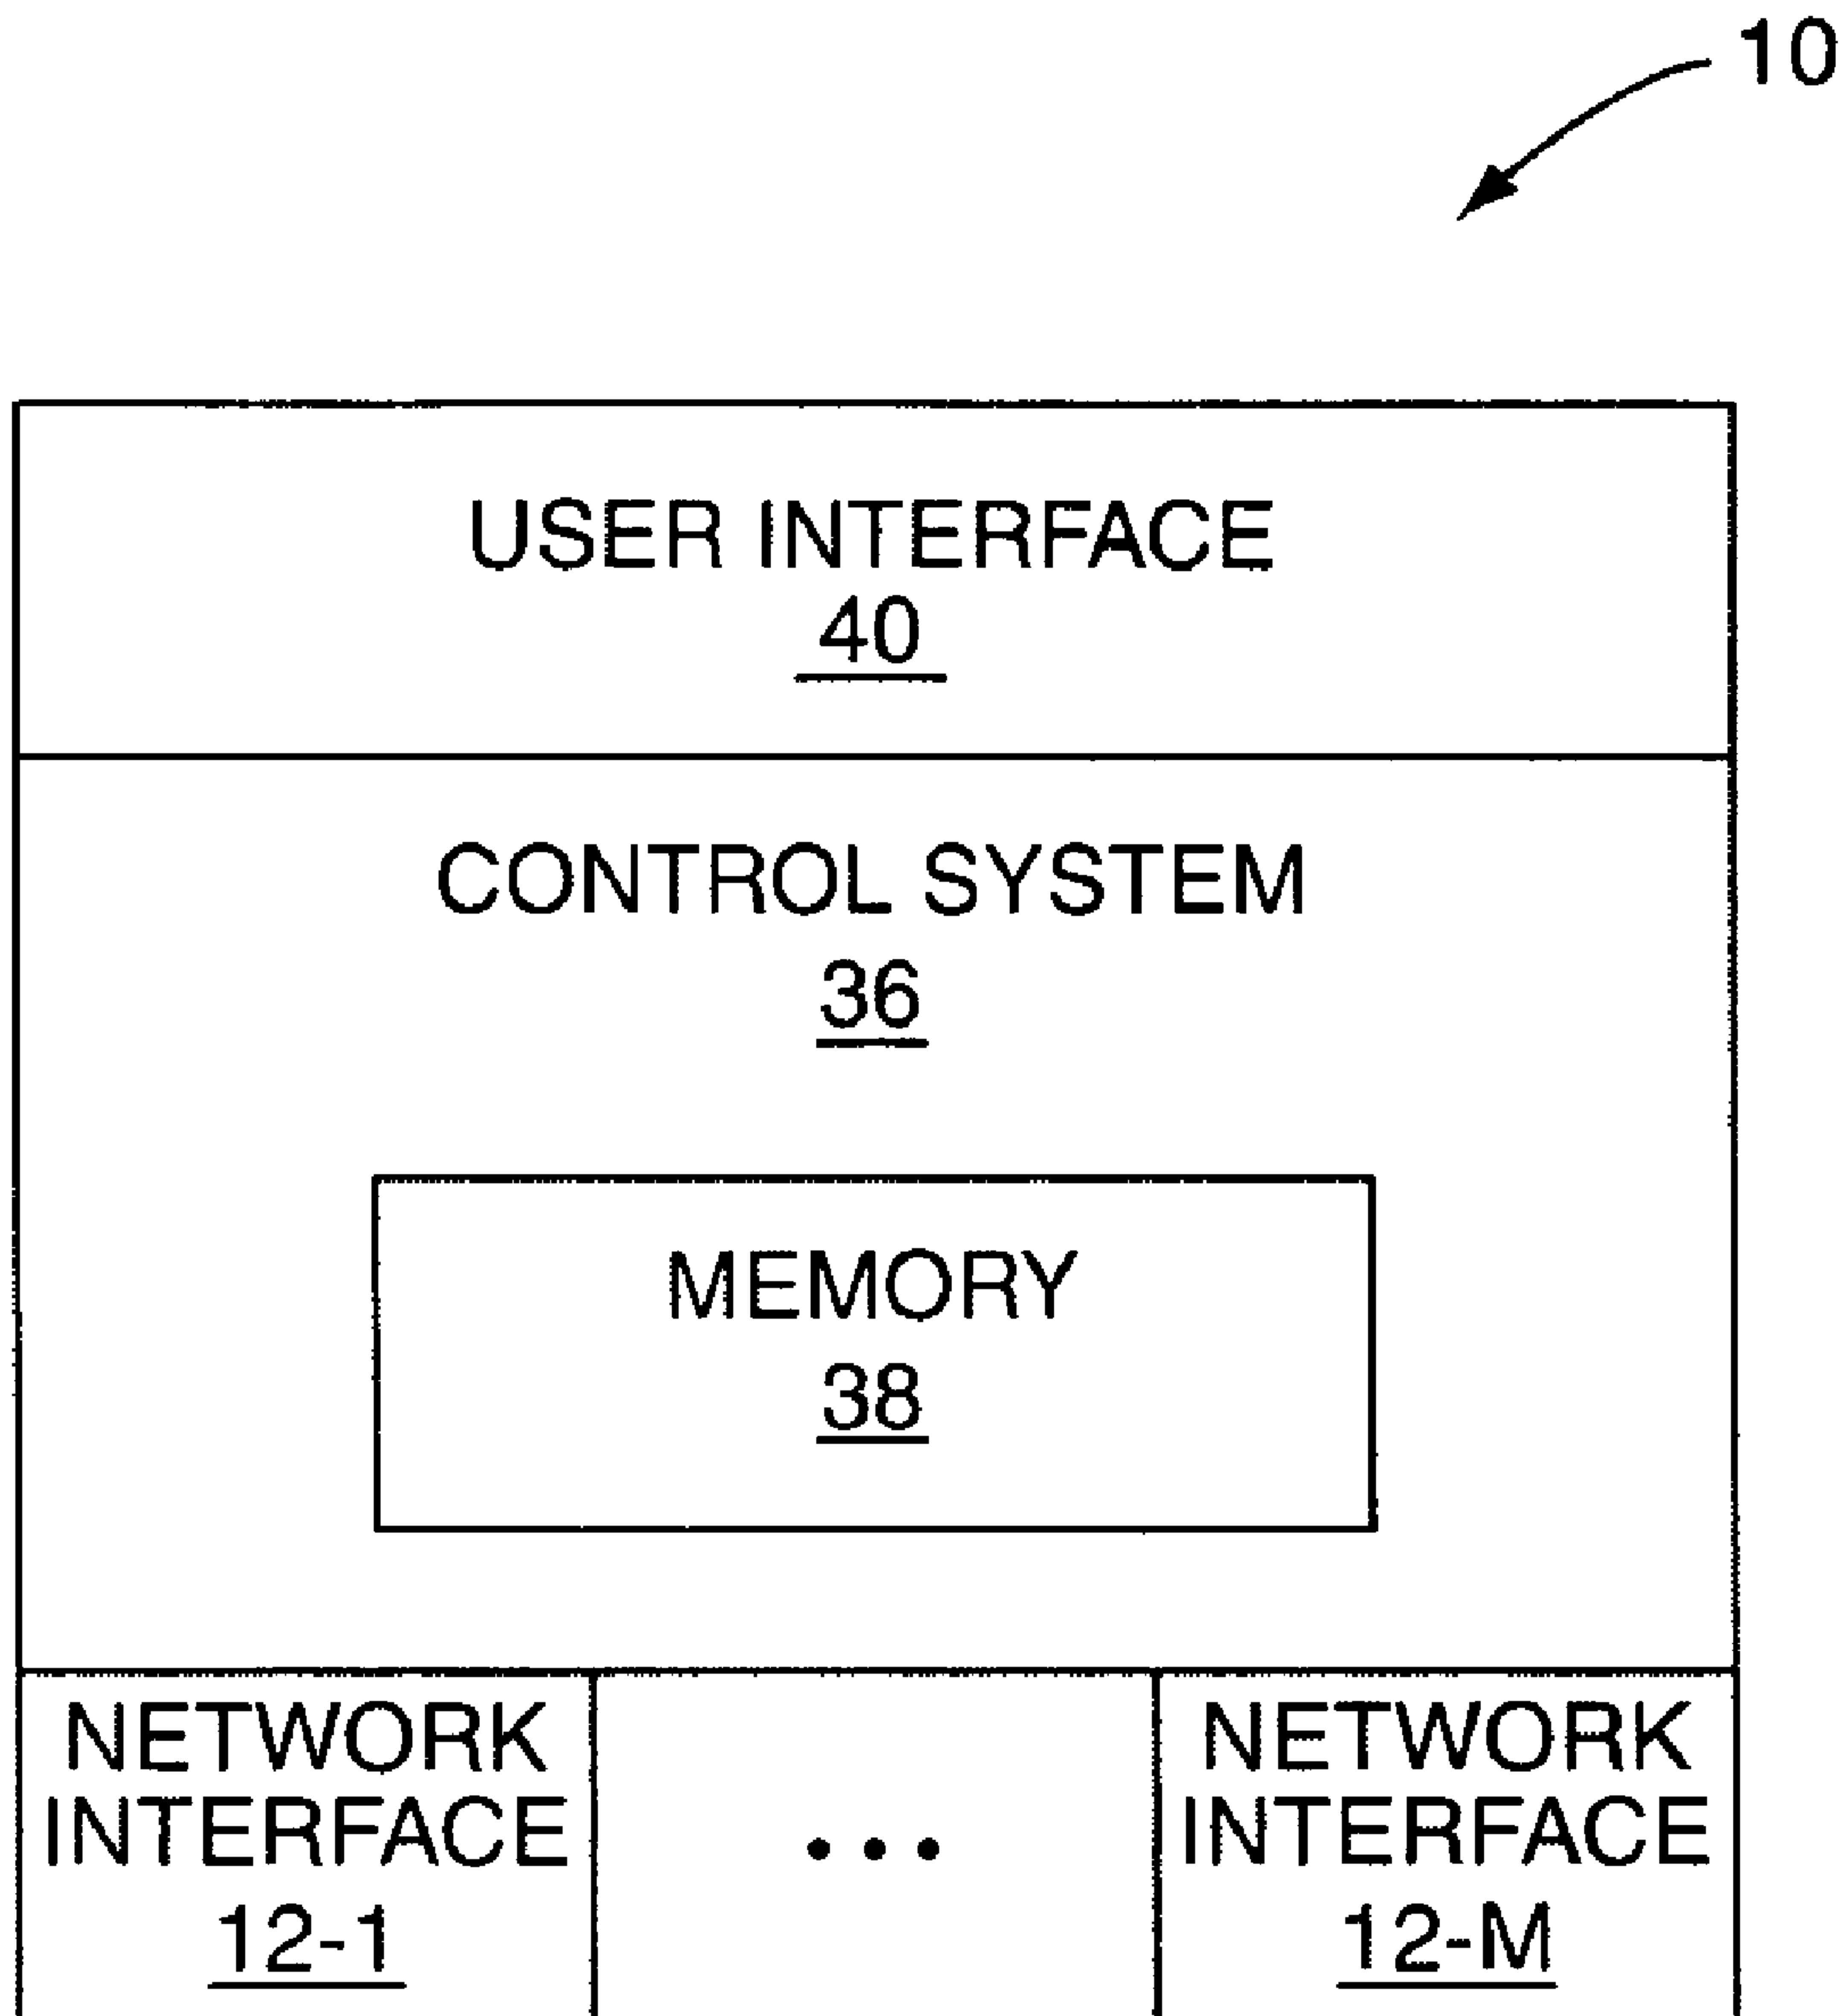 10
USER INTERFACE
40
CONTROL SYSTEM
36
MEMORY
38
NETWORK
INTERFACE
12-1
• • •
NETWORK
INTERFACE
12-M